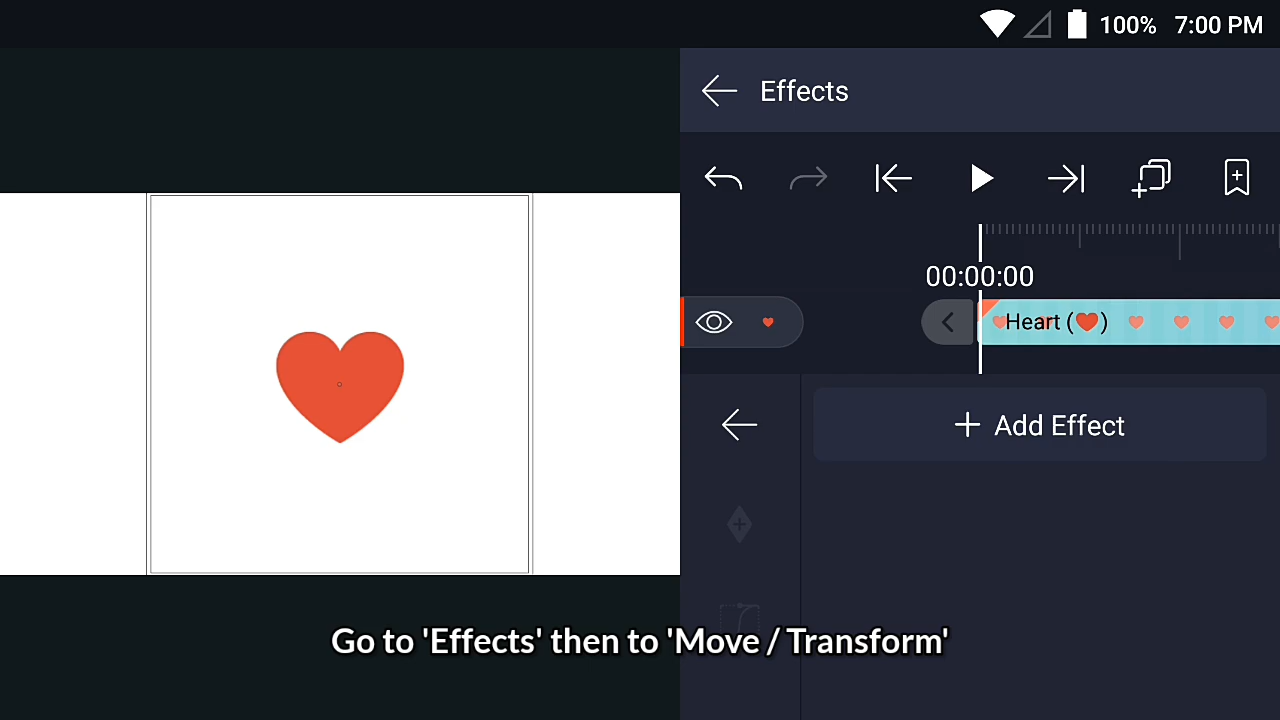 100% 7:00 PM
Effects
00:00:00
Heart (❤️)
Add Effect
Go to 'Effects' then to 'Move / Transform'